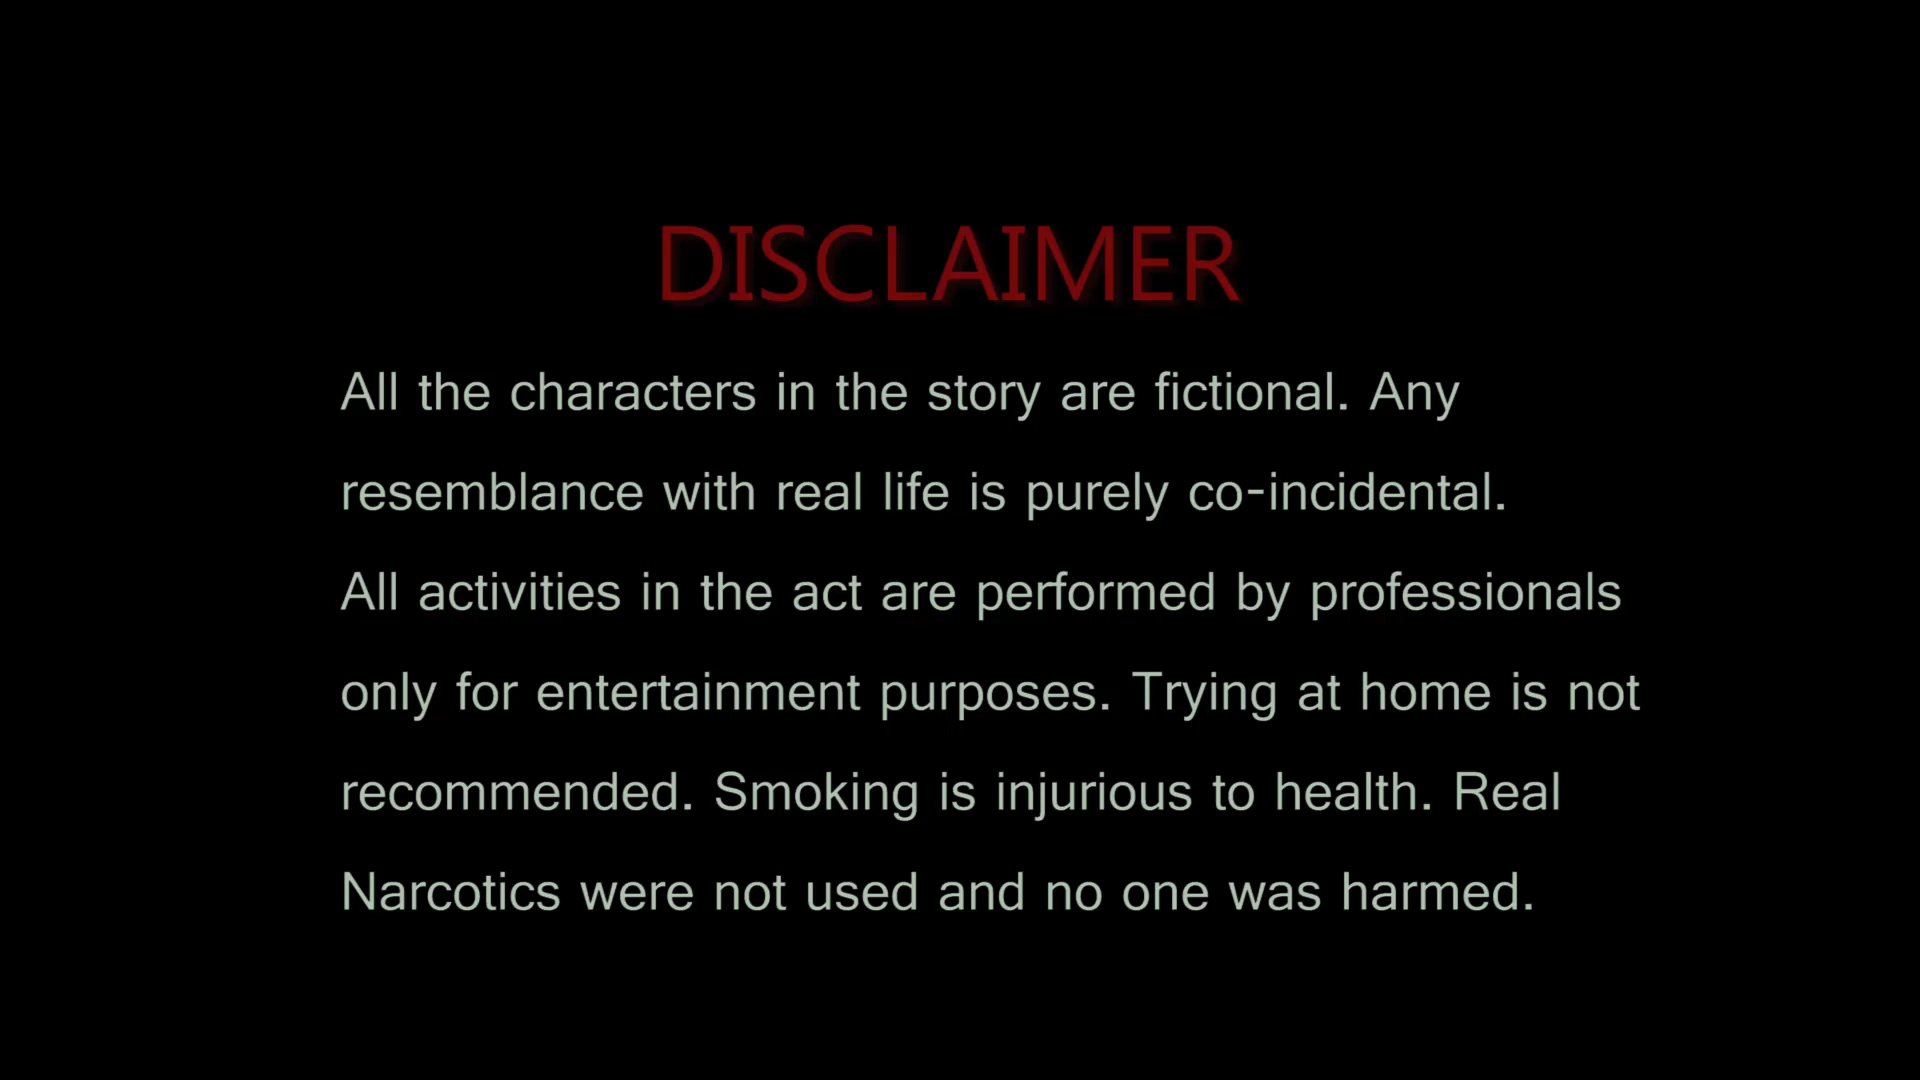 DISCLAIMER
All the characters in the story are fictional. Any
resemblance with real life is purely co-incidental.
All activities in the act are performed by professionals
only for entertainment purposes. Trying at home is not
recommended. Smoking is injurious to health. Real
Narcotics were not used and no one was harmed.